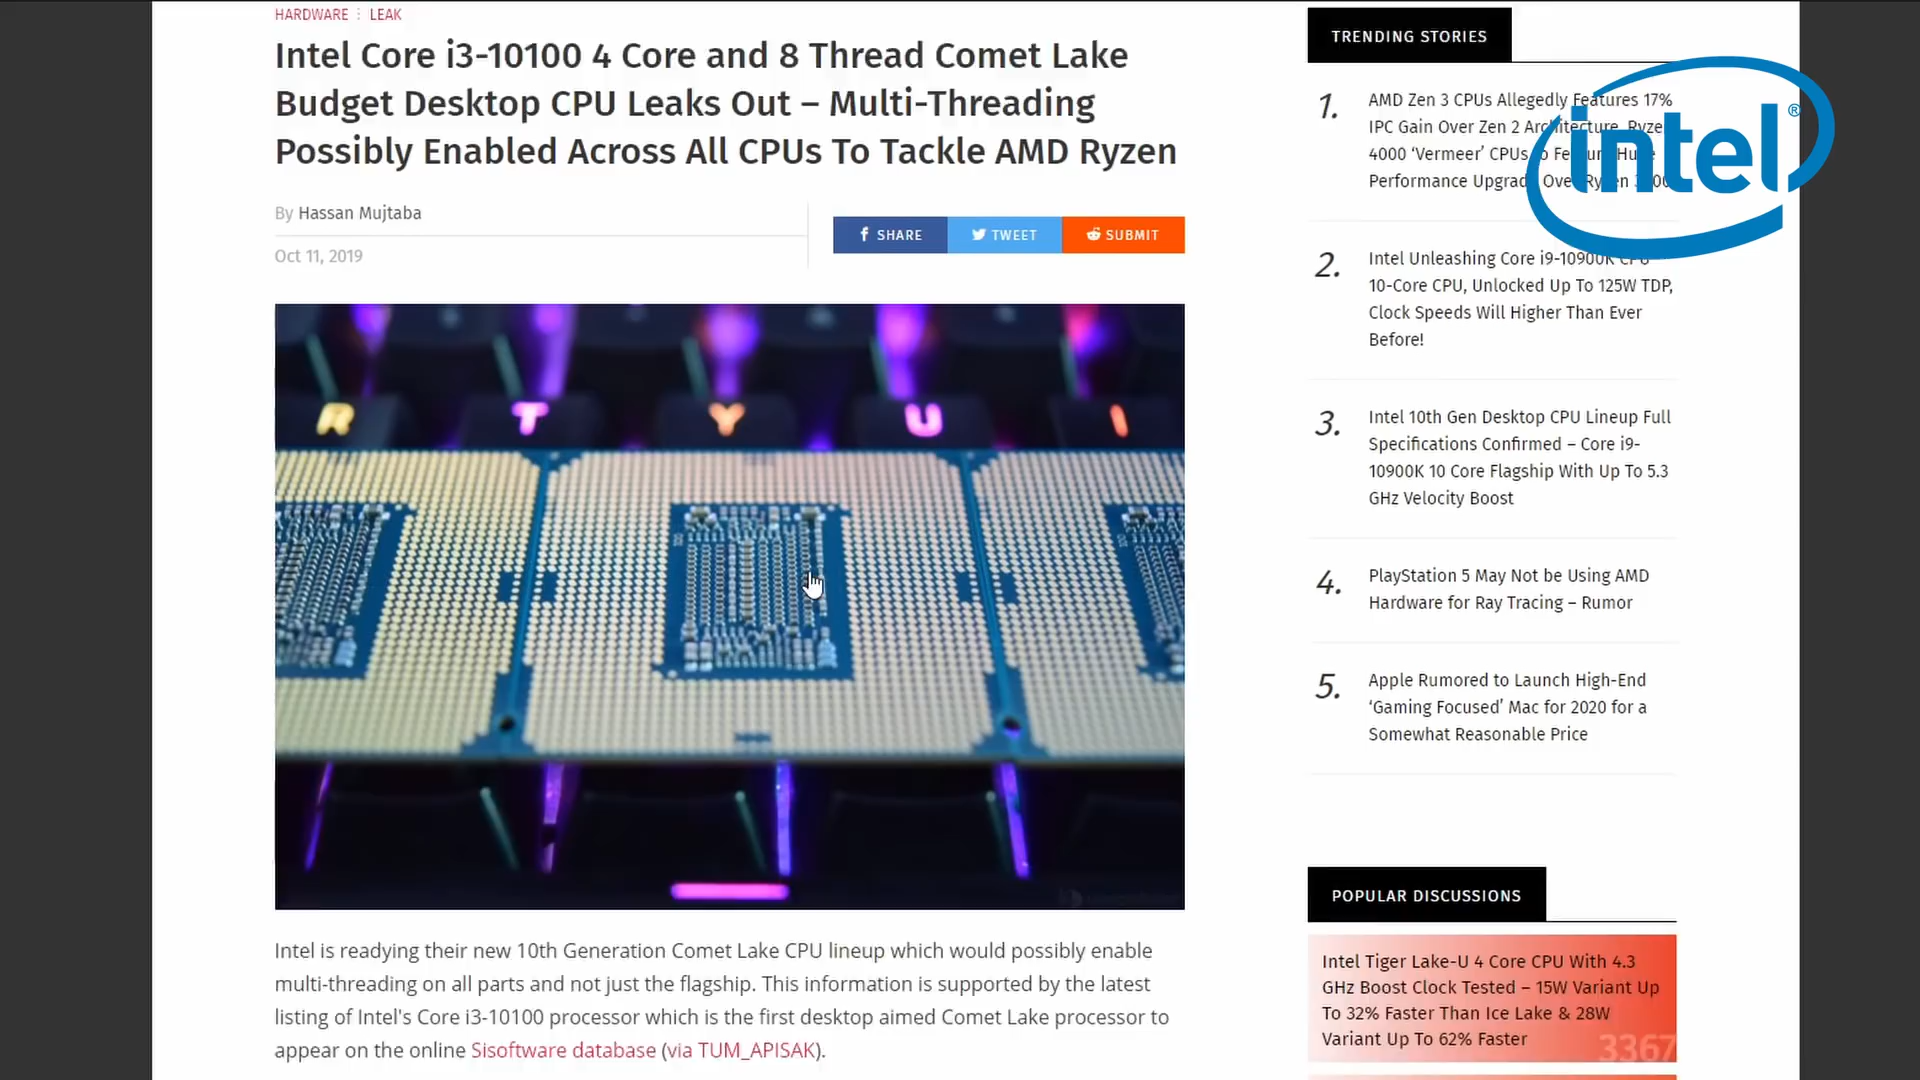 HARDWARE LEAK
Intel Core i3-10100 4 Core and 8 Thread Comet Lake
Budget Desktop CPU Leaks Out – Multi-Threading
Possibly Enabled Across All CPUs To Tackle AMD Ryzen
By Hassan Mujtaba
Oct 11, 2019
SHARE
TWEET
SUBMIT
R T Y U I
Intel is readying their new 10th Generation Comet Lake CPU lineup which would possibly enable
multi-threading on all parts and not just the flagship. This information is supported by the latest
listing of Intel's Core i3-10100 processor which is the first desktop aimed Comet Lake processor to
appear on the online Sisoftware database (via TUM_APISAK).
TRENDING STORIES
intel®
1. AMD Zen 3 CPUs Allegedly Features 17%
IPC Gain Over Zen 2 Architecture, Ryzen
4000 ‘Vermeer’ CPUs To Feature Huge
Performance Upgrade Over Ryzen 3000
2. Intel Unleashing Core i9-10900K CPU
10-Core CPU, Unlocked Up To 125W TDP,
Clock Speeds Will Higher Than Ever
Before!
3. Intel 10th Gen Desktop CPU Lineup Full
Specifications Confirmed – Core i9-
10900K 10 Core Flagship With Up To 5.3
GHz Velocity Boost
4. PlayStation 5 May Not be Using AMD
Hardware for Ray Tracing – Rumor
5. Apple Rumored to Launch High-End
‘Gaming Focused’ Mac for 2020 for a
Somewhat Reasonable Price
POPULAR DISCUSSIONS
Intel Tiger Lake-U 4 Core CPU With 4.3
GHz Boost Clock Tested – 15W Variant Up
To 32% Faster Than Ice Lake & 28W
Variant Up To 62% Faster
3367